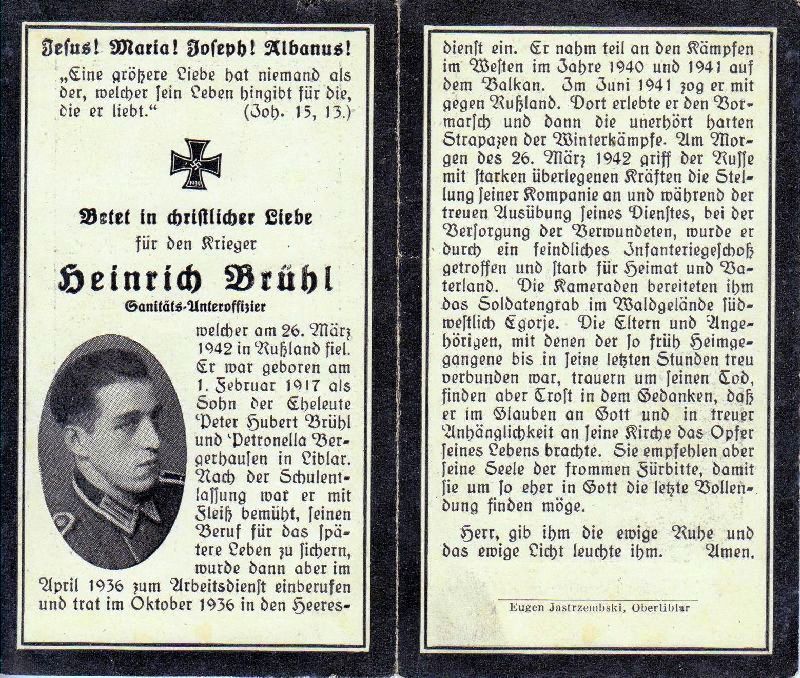 Jesus! Maria! Joseph! Albanus!
„Eine größere Liebe hat niemand als
der, welcher sein Leben hingibt für die,
die er liebt.“ (Joh. 15, 13.)
Betet in christlicher Liebe
für den Krieger
Heinrich Brühl
Sanitäts-Unteroffizier
welcher am 26. März
1942 in Rußland fiel.
Er war geboren am
1. Februar 1917 als
Sohn der Eheleute
Peter Hubert Brühl
und Petronella Ber-
gerhausen in Liblar.
Nach der Schulent-
lassung war er mit
Fleiß bemüht, seinen
Beruf für das spä-
tere Leben zu sichern,
wurde dann aber im
April 1936 zum Arbeitsdienst einberufen
und trat im Oktober 1936 in den Heeres-
dienst ein. Er nahm teil an den Kämpfen
im Westen im Jahre 1940 und 1941 auf
dem Balkan. Im Juni 1941 zog er mit
gegen Rußland. Dort erlebte er den Vor-
marsch und dann die unerhört harten
Strapazen der Winterkämpfe. Am Mor-
gen des 26. März 1942 griff der Russe
mit starken überlegenen Kräften die Stel-
lung seiner Kompanie an und während der
treuen Ausübung seines Dienstes, bei der
Versorgung der Verwundeten, wurde er
durch ein feindliches Infanteriegeschoß
getroffen und starb für Heimat und Va-
terland. Die Kameraden bereiteten ihm
das Soldatengrab im Waldgelände süd-
westlich Egorje. Die Eltern und Ange-
hörigen, mit denen der so früh Heimge-
gangene bis in seine letzten Stunden treu
verbunden war, trauern um seinen Tod,
finden aber Trost in dem Gedanken, daß
er im Glauben an Gott und in treuer
Anhänglichkeit an seine Kirche das Opfer
seines Lebens brachte. Sie empfehlen aber
seine Seele der frommen Fürbitte, damit
sie um so eher in Gott die letzte Vollen-
dung finden möge.
Herr, gib ihm die ewige Ruhe und
das ewige Licht leuchte ihm. Amen.
Eugen Jastrzembski, Oberliblar